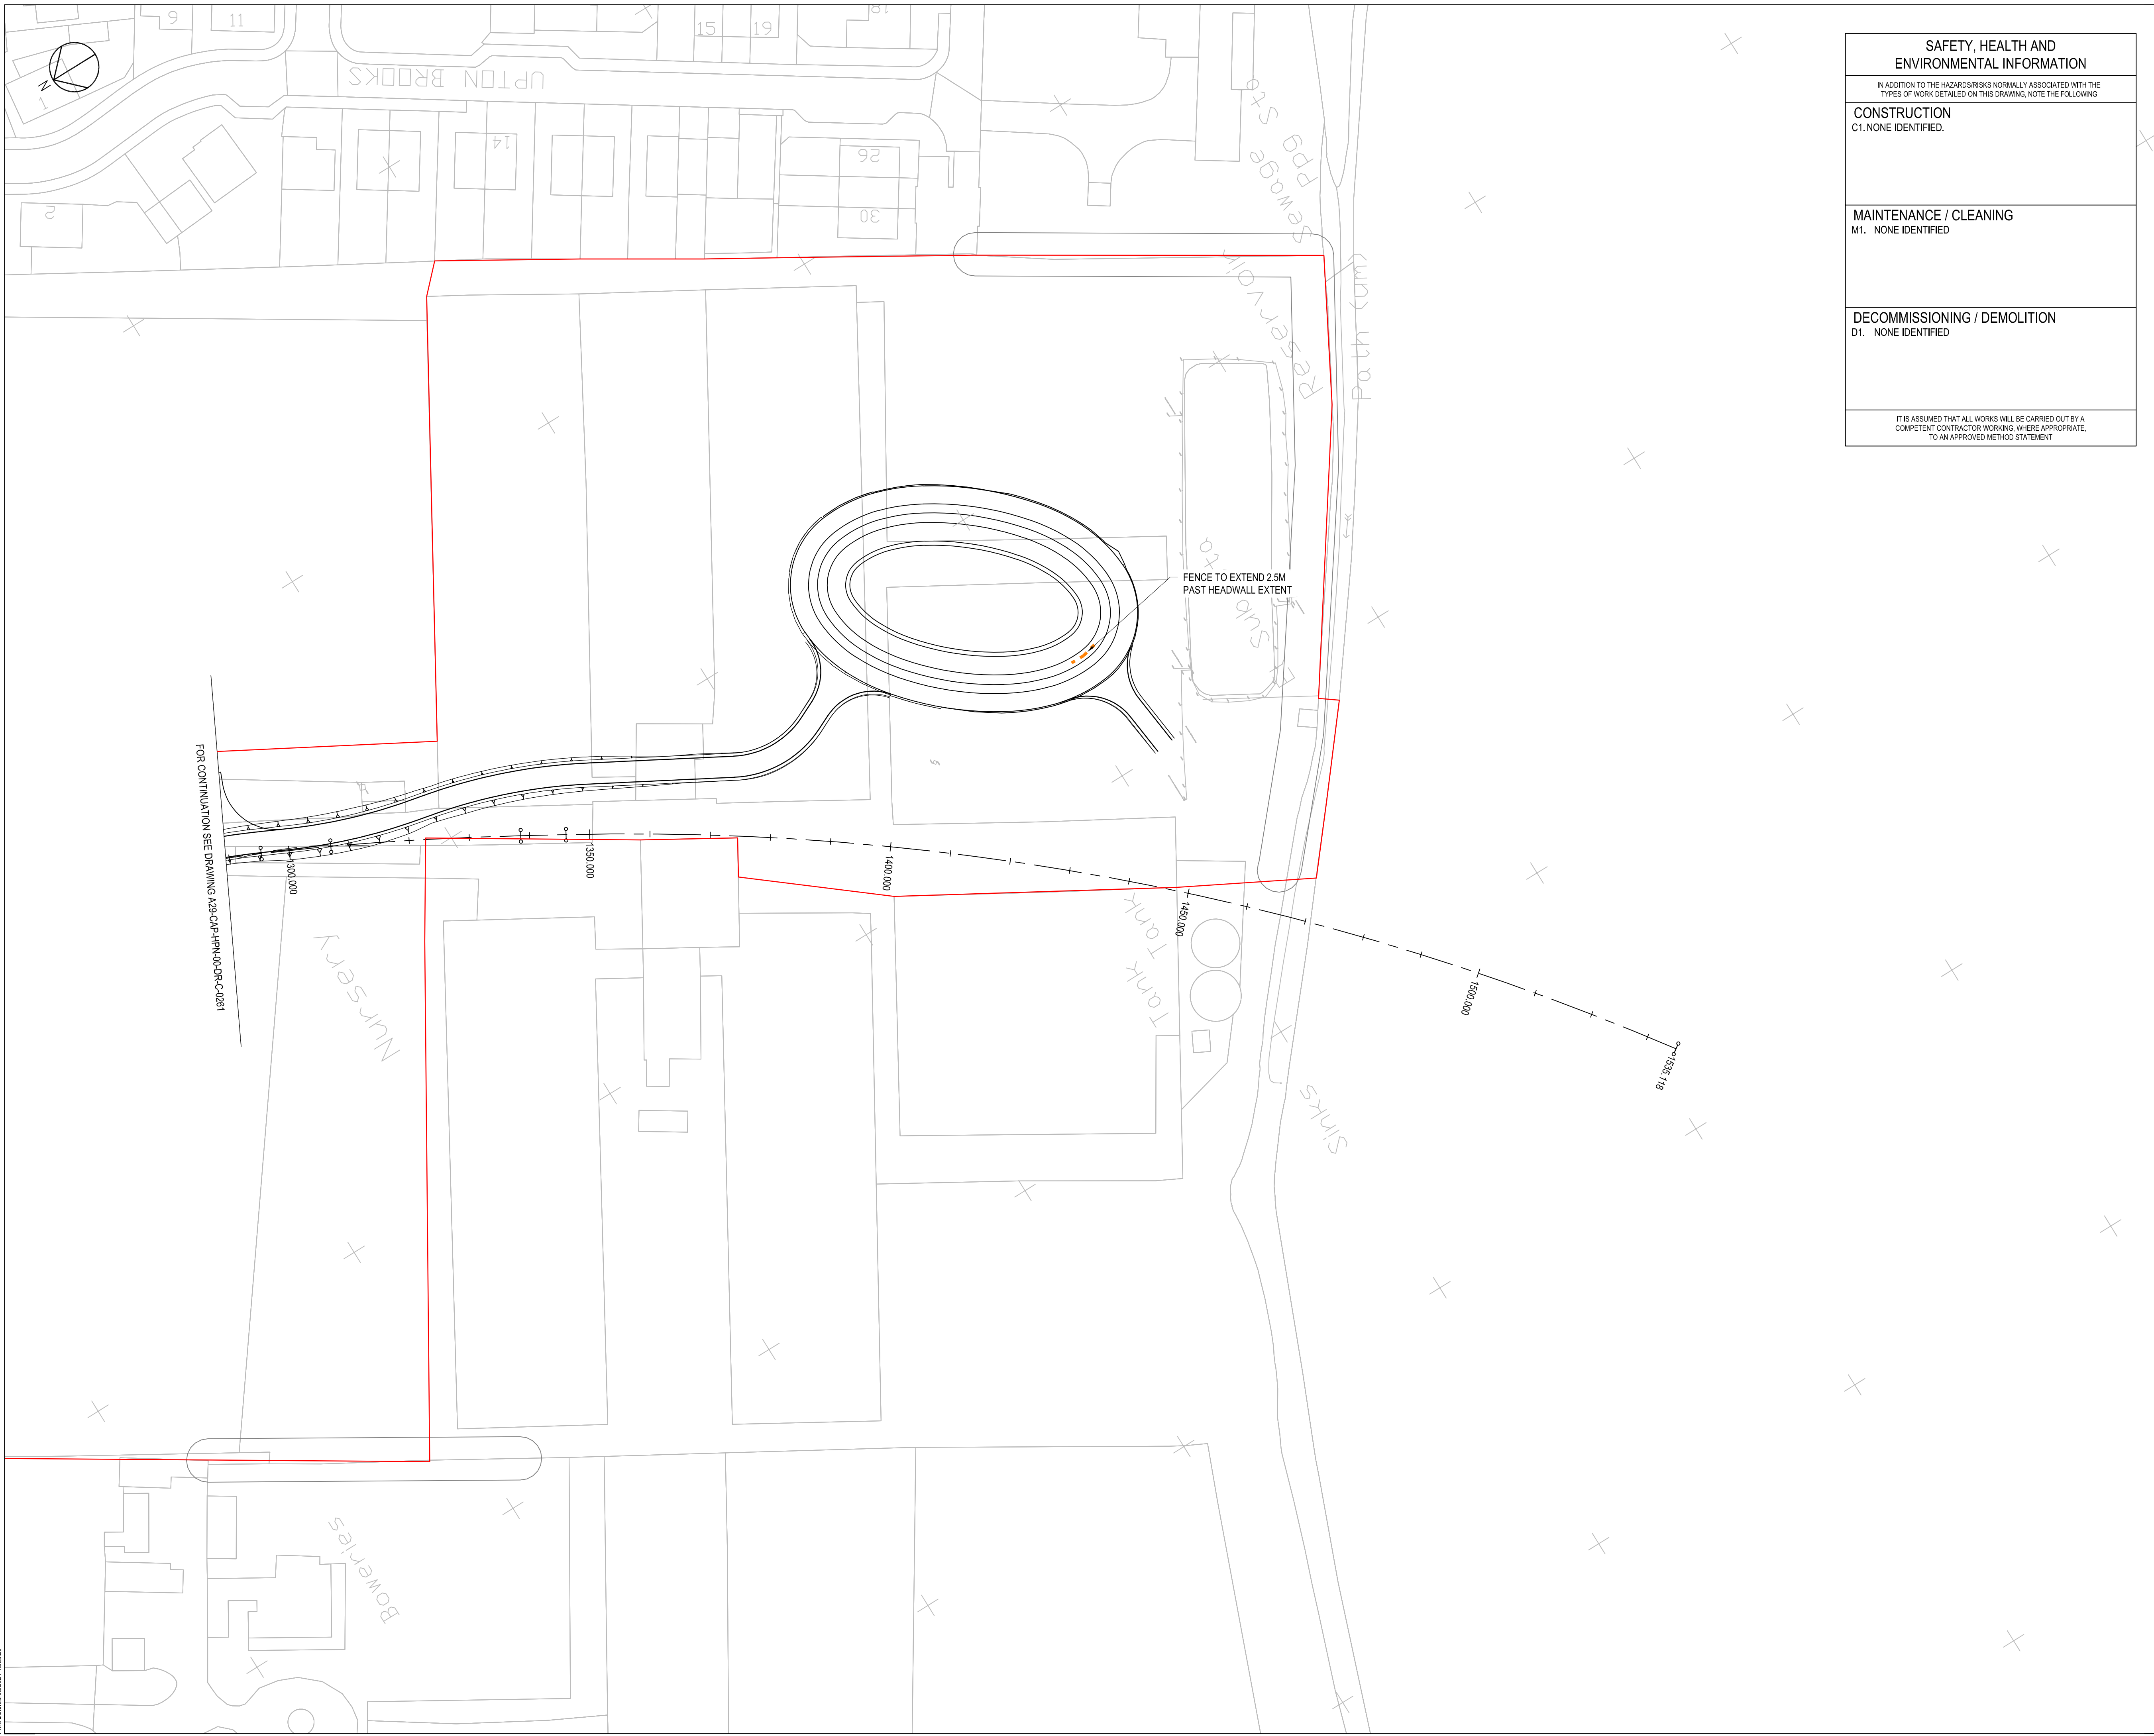 9
11
15
19
18
UPTON BROOKS
1
N
2
14
26
30
Sewage
Ppg Sta
Reservoir
Path (um)
FENCE TO EXTEND 2.5M
PAST HEADWALL EXTENT
FOR CONTINUATION SEE DRAWING A29-CAP-HPN-00-DR-C-0261
1300.000
1350.000
1400.000
1450.000
1500.000
1535.118
Nursery
Tank
Tank
Sinks
Boweries
SAFETY, HEALTH AND
ENVIRONMENTAL INFORMATION
IN ADDITION TO THE HAZARDS/RISKS NORMALLY ASSOCIATED WITH THE
TYPES OF WORK DETAILED ON THIS DRAWING, NOTE THE FOLLOWING
CONSTRUCTION
C1. NONE IDENTIFIED.
MAINTENANCE / CLEANING
M1. NONE IDENTIFIED
DECOMMISSIONING / DEMOLITION
D1. NONE IDENTIFIED
IT IS ASSUMED THAT ALL WORKS WILL BE CARRIED OUT BY A
COMPETENT CONTRACTOR WORKING, WHERE APPROPRIATE,
TO AN APPROVED METHOD STATEMENT